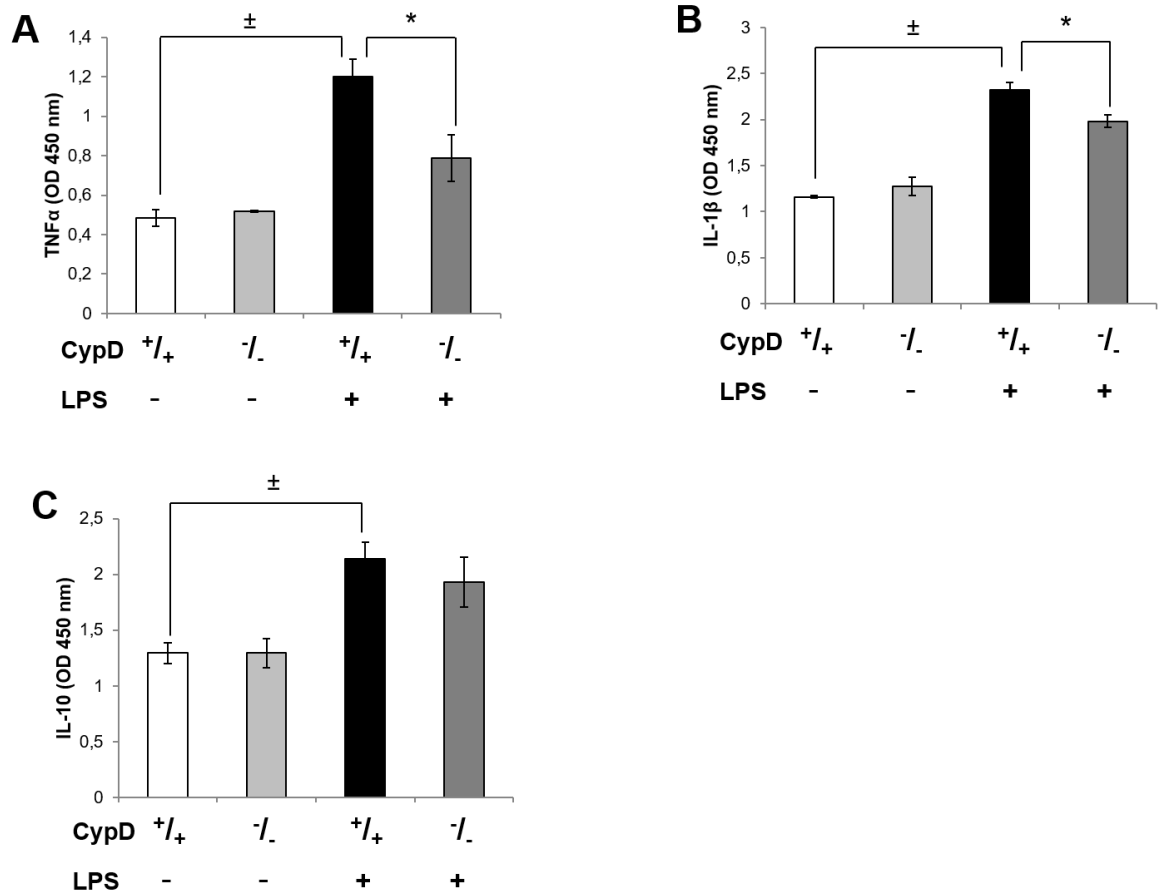 A
± *
TNFα (OD 450 nm)
1,4
1,2
1
0,8
0,6
0,4
0,2
0
CypD +/+ -/- +/+ -/-
LPS - - + +
B
± *
IL-1β (OD 450 nm)
3
2,5
2
1,5
1
0,5
0
CypD +/+ -/- +/+ -/-
LPS - - + +
C
±
IL-10 (OD 450 nm)
2,5
2
1,5
1
0,5
0
CypD +/+ -/- +/+ -/-
LPS - - + +